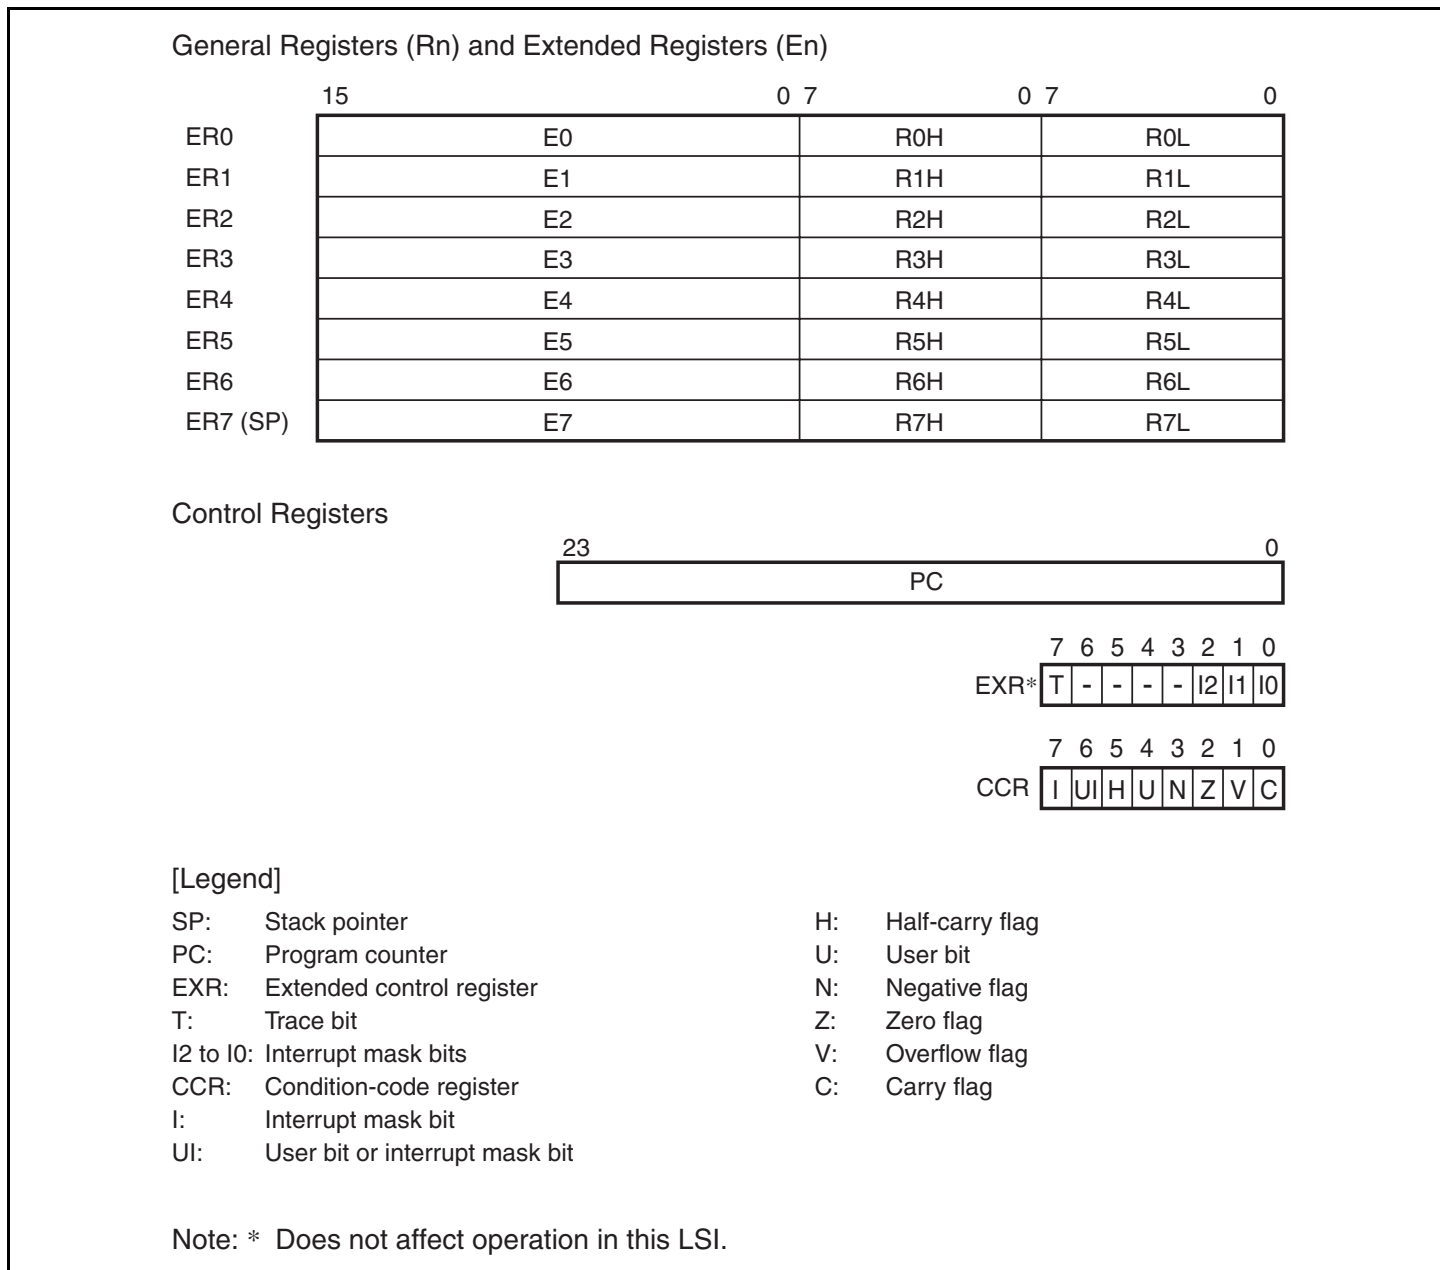 General Registers (Rn) and Extended Registers (En)
15 0 7 0 7 0
ER0 E0 R0H R0L
ER1 E1 R1H R1L
ER2 E2 R2H R2L
ER3 E3 R3H R3L
ER4 E4 R4H R4L
ER5 E5 R5H R5L
ER6 E6 R6H R6L
ER7 (SP) E7 R7H R7L
Control Registers
23 0
PC
7 6 5 4 3 2 1 0
EXR* T - - - - I2 I1 I0
7 6 5 4 3 2 1 0
CCR I UI H U N Z V C
[Legend]
SP: Stack pointer
PC: Program counter
EXR: Extended control register
T: Trace bit
I2 to I0: Interrupt mask bits
CCR: Condition-code register
I: Interrupt mask bit
UI: User bit or interrupt mask bit
H: Half-carry flag
U: User bit
N: Negative flag
Z: Zero flag
V: Overflow flag
C: Carry flag
Note: * Does not affect operation in this LSI.